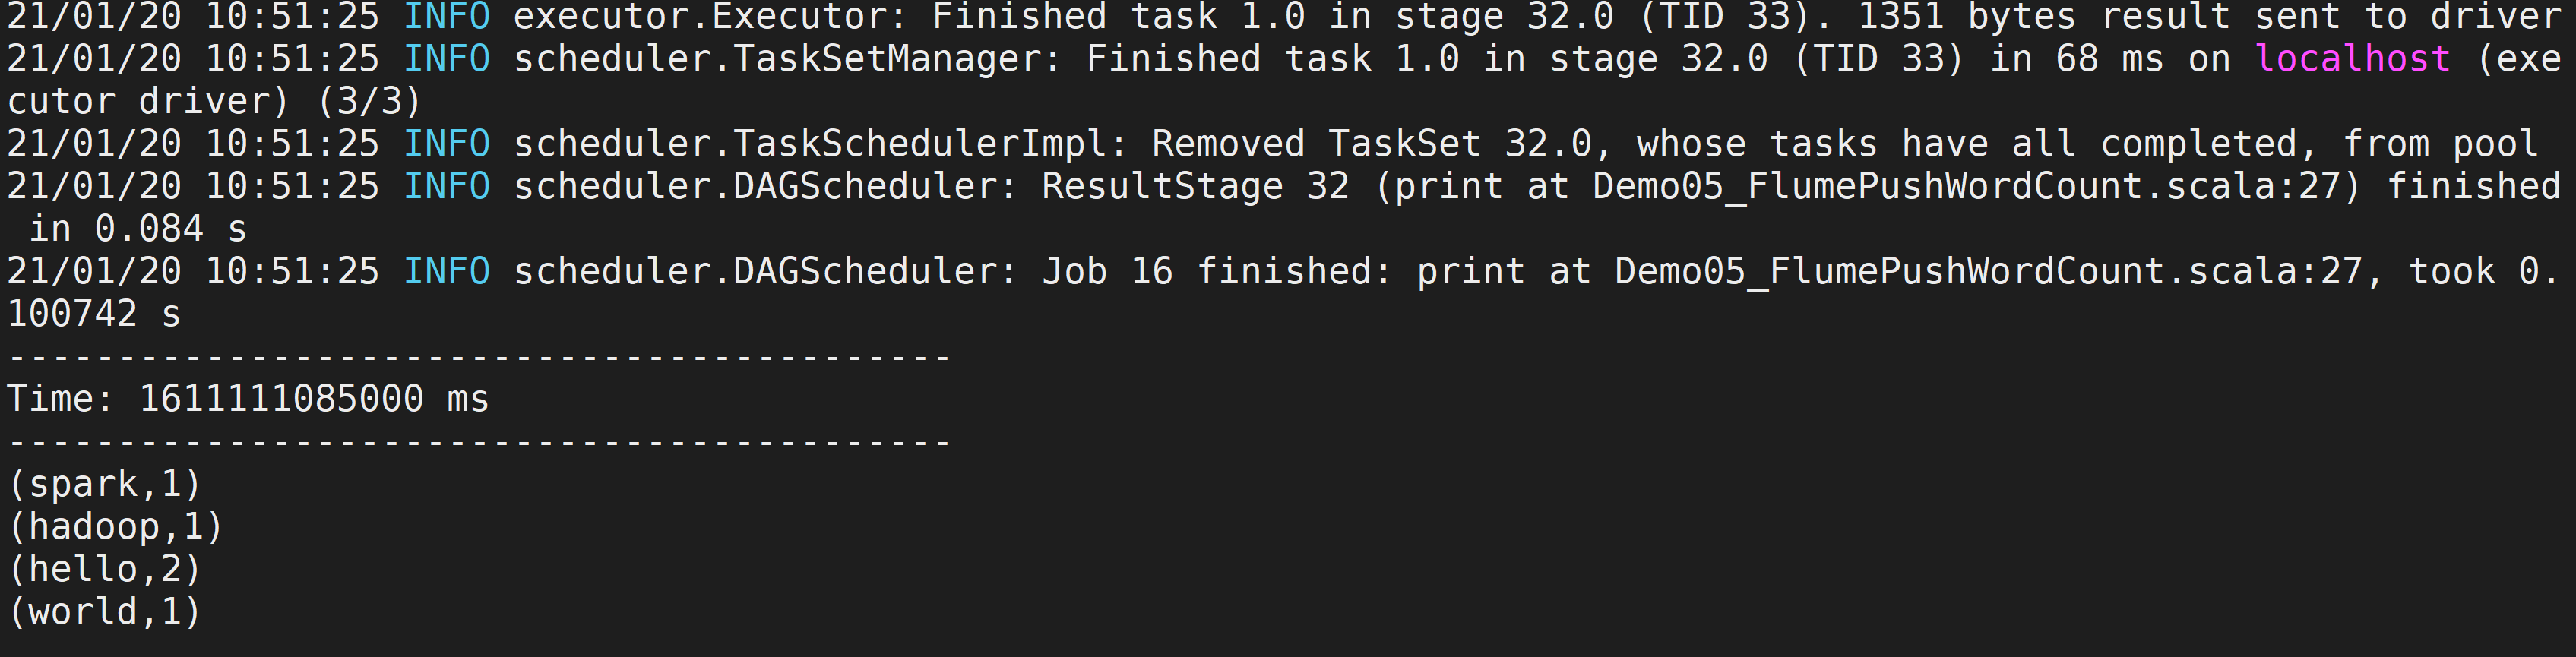 21/01/20 10:51:25 INFO executor.Executor: Finished task 1.0 in stage 32.0 (TID 33). 1351 bytes result sent to driver
21/01/20 10:51:25 INFO scheduler.TaskSetManager: Finished task 1.0 in stage 32.0 (TID 33) in 68 ms on localhost (exe
cutor driver) (3/3)
21/01/20 10:51:25 INFO scheduler.TaskSchedulerImpl: Removed TaskSet 32.0, whose tasks have all completed, from pool
21/01/20 10:51:25 INFO scheduler.DAGScheduler: ResultStage 32 (print at Demo05_FlumePushWordCount.scala:27) finished
 in 0.084 s
21/01/20 10:51:25 INFO scheduler.DAGScheduler: Job 16 finished: print at Demo05_FlumePushWordCount.scala:27, took 0.
100742 s
-------------------------------------------
Time: 1611111085000 ms
-------------------------------------------
(spark,1)
(hadoop,1)
(hello,2)
(world,1)